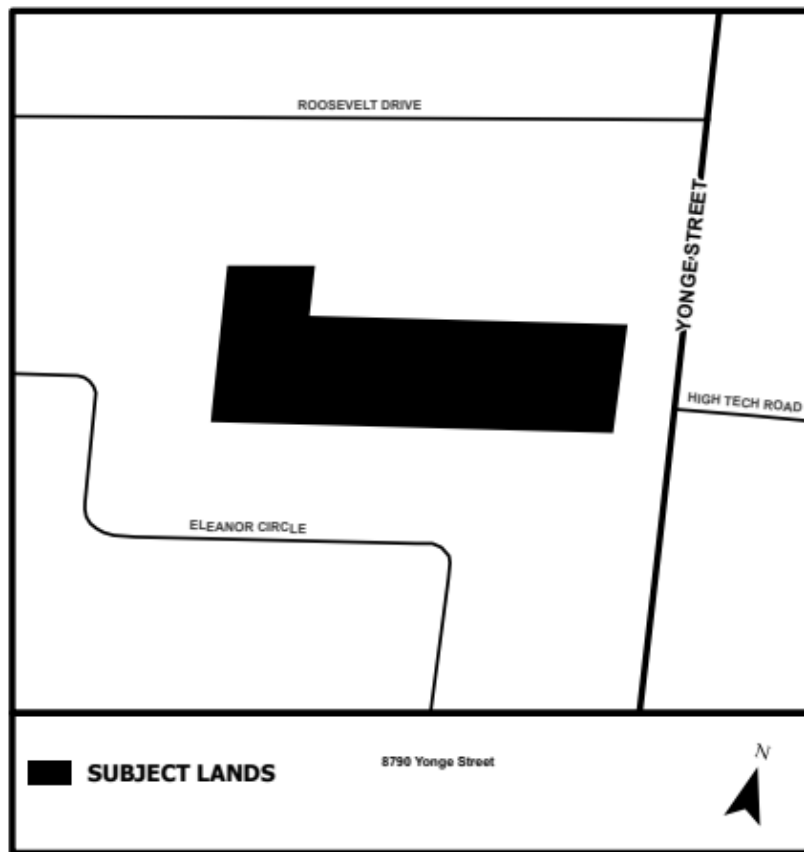 ROOSEVELT DRIVE
YONGE STREET
HIGH TECH ROAD
ELEANOR CIRCLE
SUBJECT LANDS
8790 Yonge Street
N